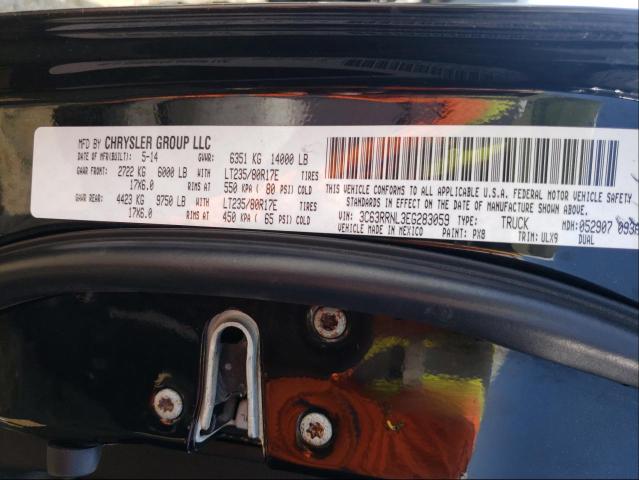 MFD BY CHRYSLER GROUP LLC
DATE OF MFR(BUILT): 5-14 GVWR: 6351 KG 14000 LB
GAWR FRONT: 2722 KG 6000 LB WITH LT235/80R17E TIRES
17X6.0 RIMS AT 550 KPA ( 80 PSI) COLD
GAWR REAR: 4423 KG 9750 LB WITH LT235/80R17E TIRES
17X6.0 RIMS AT 450 KPA ( 65 PSI) COLD
THIS VEHICLE CONFORMS TO ALL APPLICABLE U.S.A. FEDERAL MOTOR VEHICLE SAFETY
STANDARDS IN EFFECT ON THE DATE OF MANUFACTURE SHOWN ABOVE.
VIN: 3C63RRNL3EG283059 TYPE: TRUCK MDH: 052907
VEHICLE MADE IN MEXICO PAINT: PX8 TRIM: ULX9 DUAL